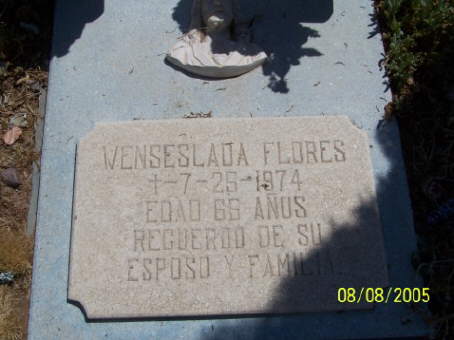 WENSESLADA FLORES
†-7-25-1974
EDAD 69 AÑOS
RECUERDO DE SU
ESPOSO Y FAMILIA
08/08/2005